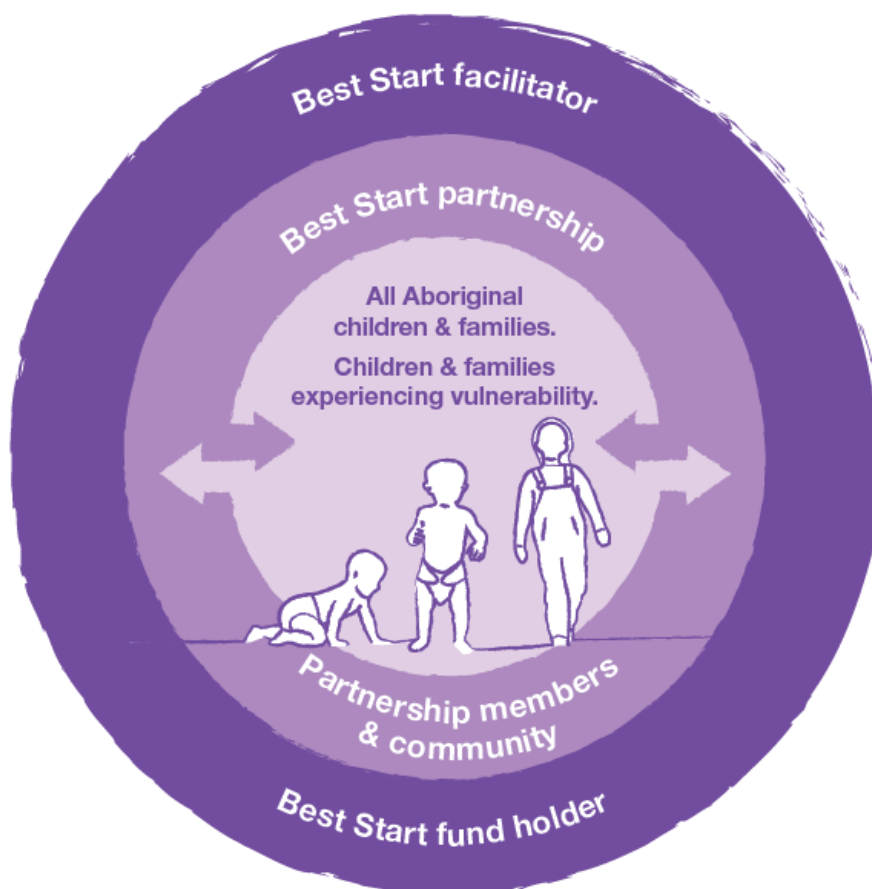 Best Start facilitator
Best Start partnership
All Aboriginal
children & families.
Children & families
experiencing vulnerability.
Partnership members
& community
Best Start fund holder